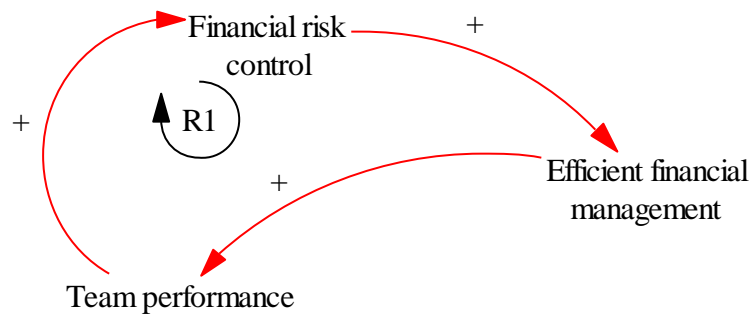 Financial risk
control
+
+
R1
Efficient financial
management
+
Team performance